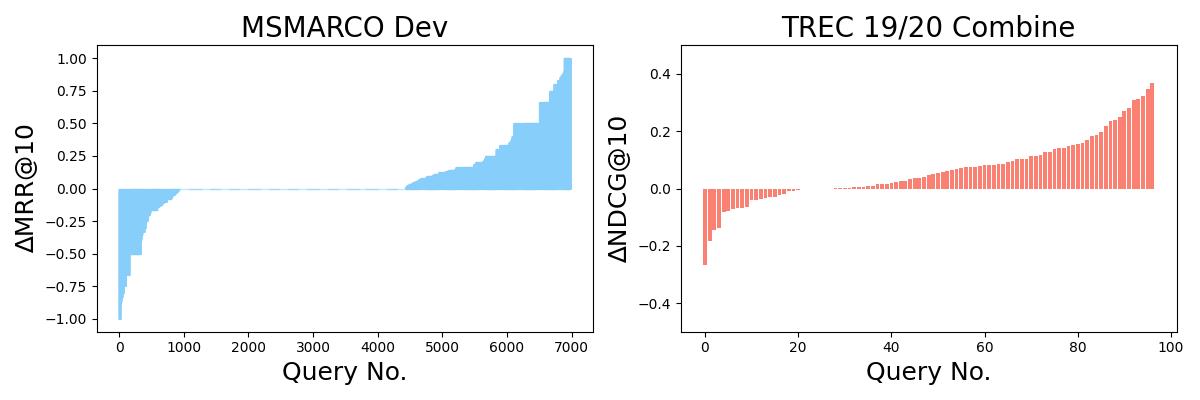 MSMARCO Dev
ΔMRR@10
1.00
0.75
0.50
0.25
0.00
−0.25
−0.50
−0.75
−1.00
0 1000 2000 3000 4000 5000 6000 7000
Query No.
TREC 19/20 Combine
ΔNDCG@10
0.4
0.2
0.0
−0.2
−0.4
0 20 40 60 80 100
Query No.